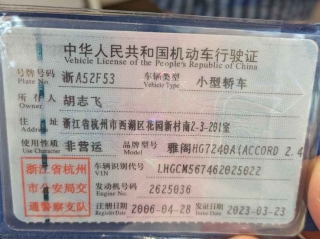 中华人民共和国机动车行驶证
Vehicle License of the People's Republic of China
号牌号码 Plate No. 浙A52F53 车辆类型 Vehicle Type 小型轿车
所有人 Owner 胡志飞
住址 Address 浙江省杭州市西湖区花园新村南2-3-201室
使用性质 Use Character 非营运 品牌型号 Model 雅阁HG7240A(ACCORD 2.4
浙江省杭州
市公安局交
通警察支队
车辆识别代号 VIN LHGCM567462025022
发动机号码 Engine No. 2625036
注册日期 Register Date 2006-04-28 发证日期 Issue Date 2023-03-23